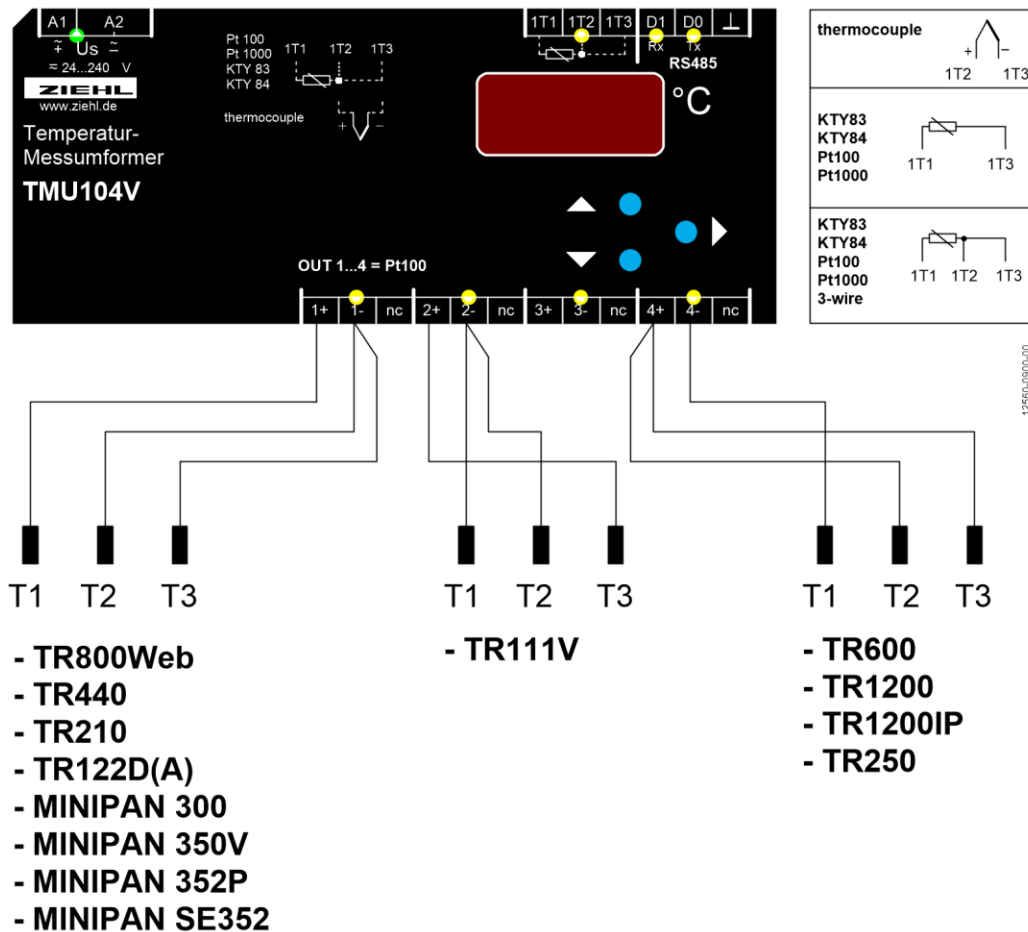 A1 A2
~ ~
+ Us –
≂ 24...240 V
ZIEHL
www.ziehl.de
Temperatur-
Messumformer
TMU104V
Pt 100
Pt 1000
KTY 83
KTY 84
1T1 1T2 1T3
thermocouple
+ –
1T1 1T2 1T3 D1 D0 ⊥
Rx Tx
RS485
°C
OUT 1...4 = Pt100
1+ 1- nc 2+ 2- nc 3+ 3- nc 4+ 4- nc
thermocouple
+ –
1T2 1T3
KTY83
KTY84
Pt100
Pt1000
1T1 1T3
KTY83
KTY84
Pt100
Pt1000
3-wire
1T1 1T2 1T3
12560-0900-00
T1 T2 T3
- TR800Web
- TR440
- TR210
- TR122D(A)
- MINIPAN 300
- MINIPAN 350V
- MINIPAN 352P
- MINIPAN SE352
T1 T2 T3
- TR111V
T1 T2 T3
- TR600
- TR1200
- TR1200IP
- TR250